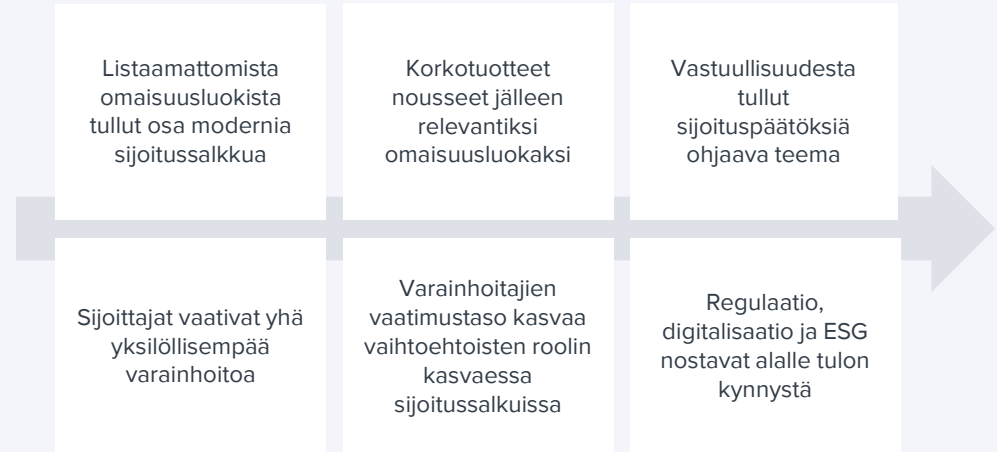 Listaamattomista
omaisuusluokista
tullut osa modernia
sijoitussalkkua
Korkotuotteet
nousseet jälleen
relevantiksi
omaisuusluokaksi
Vastuullisuudesta
tullut
sijoituspäätöksiä
ohjaava teema
Sijoittajat vaativat yhä
yksilöllisempää
varainhoitoa
Varainhoitajien
vaatimustaso kasvaa
vaihtoehtoisten roolin
kasvaessa
sijoitussalkuissa
Regulaatio,
digitalisaatio ja ESG
nostavat alalle tulon
kynnystä